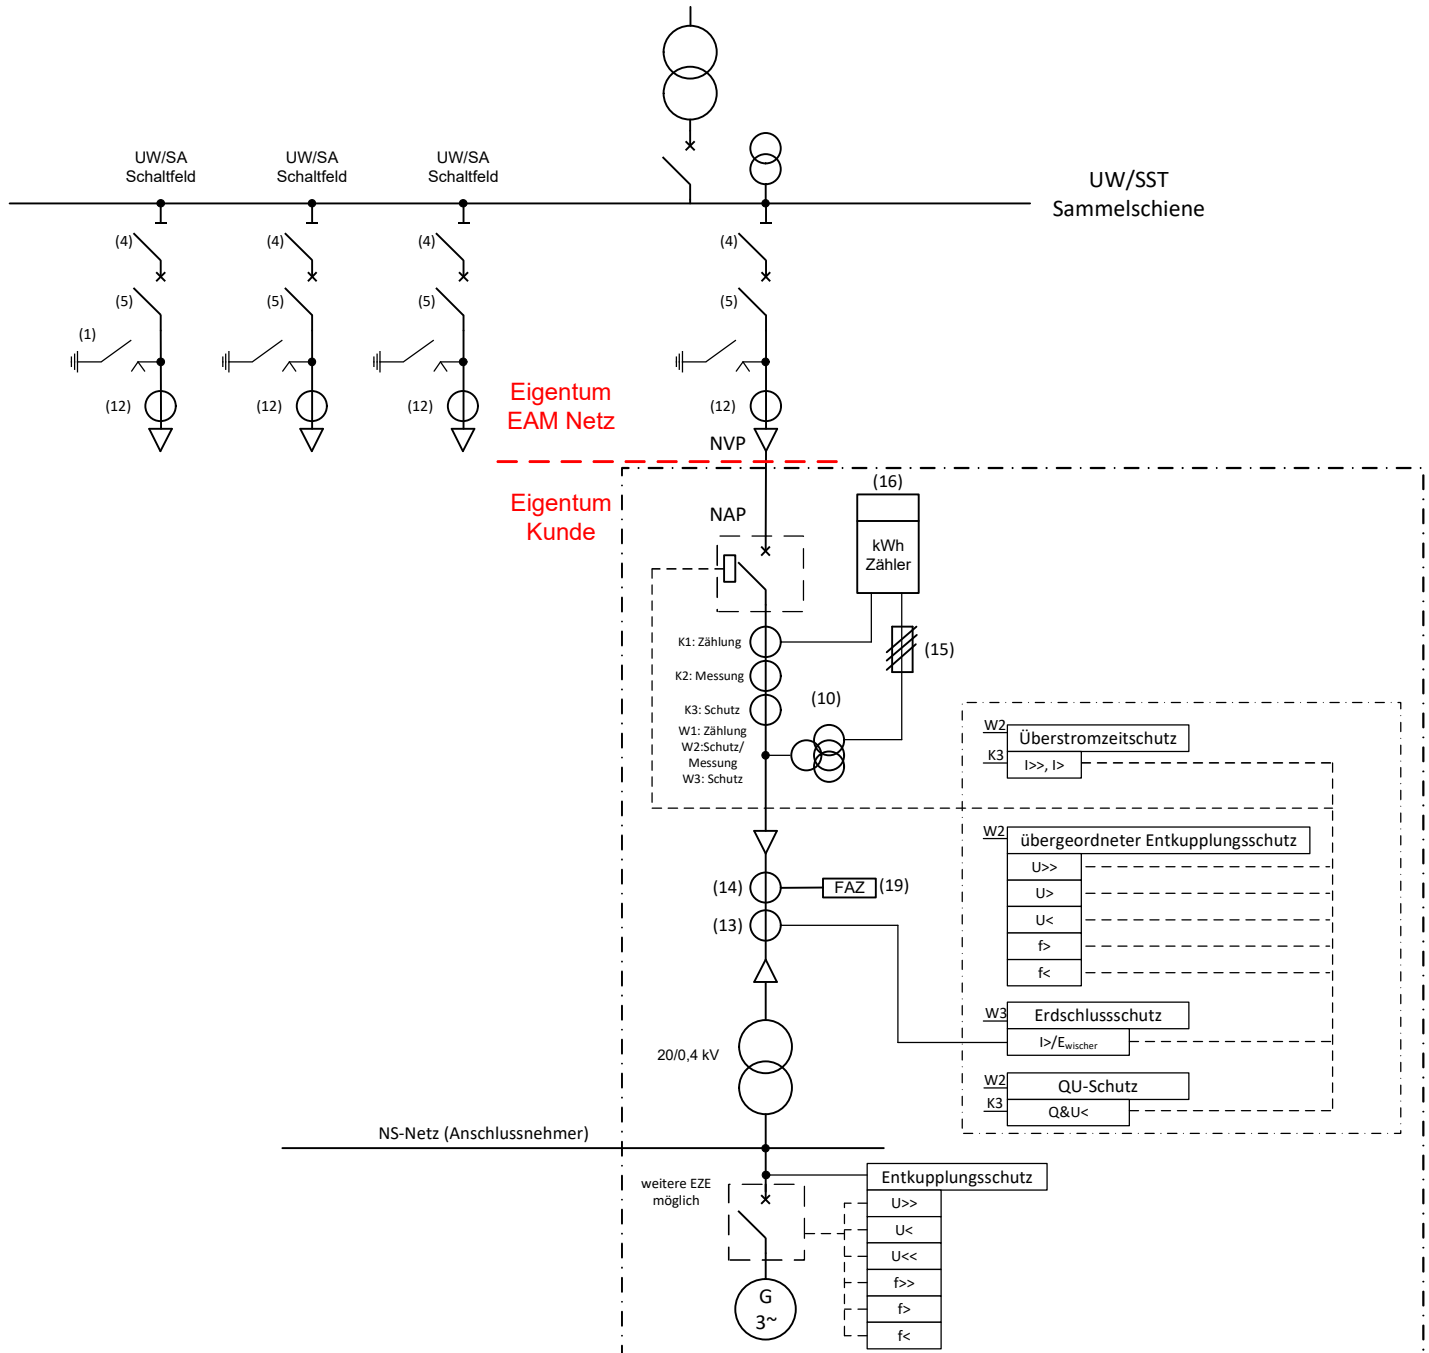 UW/SA
Schaltfeld
UW/SA
Schaltfeld
UW/SA
Schaltfeld
UW/SST
Sammelschiene
(4)
(4)
(4)
(4)
(5)
(5)
(5)
(5)
(1)
(12)
(12)
(12)
(12)
Eigentum
EAM Netz
NVP
Eigentum
Kunde
NAP
(16)
kWh
Zähler
K1: Zählung
(15)
K2: Messung
K3: Schutz
(10)
W1: Zählung
W2:Schutz/
Messung
W3: Schutz
W2
Überstromzeitschutz
K3
I>>, I>
W2
übergeordneter Entkupplungsschutz
U>>
U>
U<
f>
f<
(14)
FAZ
(19)
(13)
W3
Erdschlussschutz
I>/Ewischer
W2
QU-Schutz
K3
Q&U<
20/0,4 kV
NS-Netz (Anschlussnehmer)
weitere EZE
möglich
Entkupplungsschutz
U>>
U<
U<<
f>>
f>
f<
G
3~